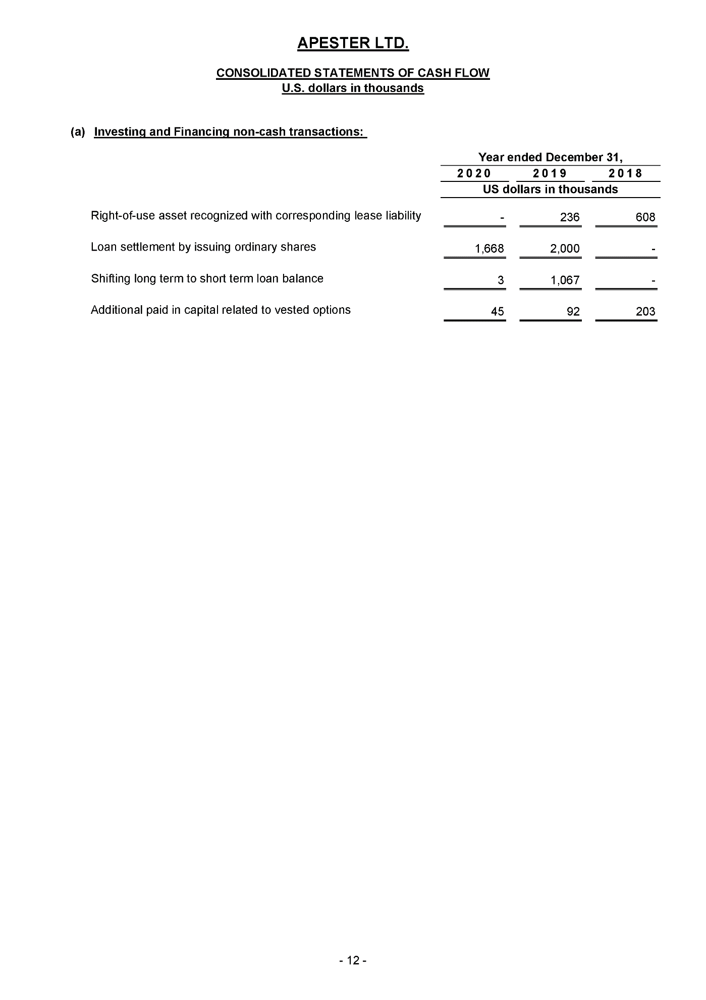 APESTER LTD.
CONSOLIDATED STATEMENTS OF CASH FLOW
U.S. dollars in thousands
(a) Investing and Financing non-cash transactions:
Year ended December 31,
2020 2019 2018
US dollars in thousands
Right-of-use asset recognized with corresponding lease liability - 236 608
Loan settlement by issuing ordinary shares 1,668 2,000 -
Shifting long term to short term loan balance 3 1,067 -
Additional paid in capital related to vested options 45 92 203
- 12 -